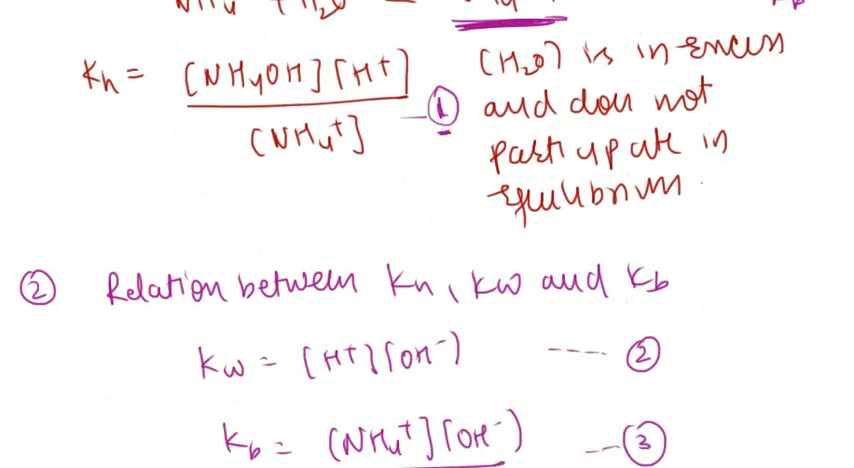 Kh = [NH4OH][H+] / [NH4+] —①
(H2O) is in excess
and does not
participate in
equilibrium.
② Relation between Kh, Kw and Kb
Kw = [H+][OH-] ---- ②
Kb = [NH4+][OH-] --- ③